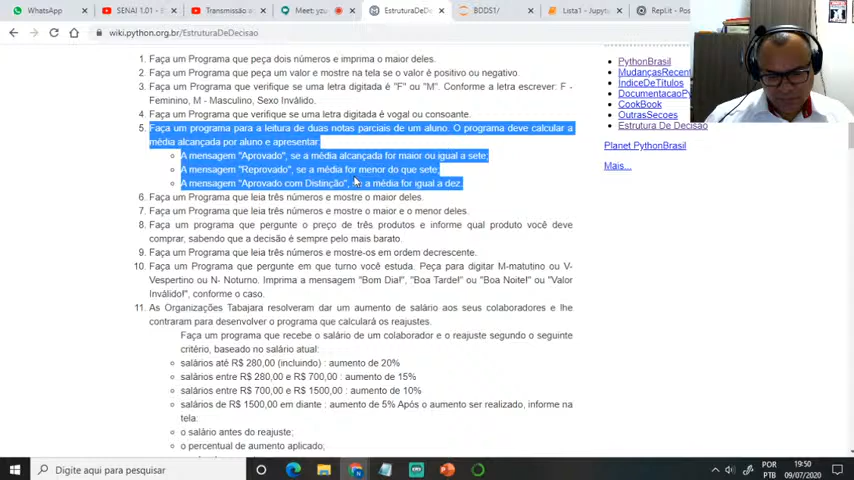 WhatsApp
SENAI 1.01 -
Transmissão
Meet: yzu
EstruturaDeDec
BDDS1/
Lista1 - Jupyt
Repl.it - Pos
wiki.python.org.br/EstruturaDeDecisao
1. Faça um Programa que peça dois números e imprima o maior deles.
2. Faça um Programa que peça um valor e mostre na tela se o valor é positivo ou negativo.
3. Faça um Programa que verifique se uma letra digitada é "F" ou "M". Conforme a letra escrever: F -
Feminino, M - Masculino, Sexo Inválido.
4. Faça um Programa que verifique se uma letra digitada é vogal ou consoante.
5. Faça um programa para a leitura de duas notas parciais de um aluno. O programa deve calcular a
média alcançada por aluno e apresentar:
A mensagem "Aprovado", se a média alcançada for maior ou igual a sete;
A mensagem "Reprovado", se a média for menor do que sete;
A mensagem "Aprovado com Distinção", se a média for igual a dez.
6. Faça um Programa que leia três números e mostre o maior deles.
7. Faça um Programa que leia três números e mostre o maior e o menor deles.
8. Faça um programa que pergunte o preço de três produtos e informe qual produto você deve
comprar, sabendo que a decisão é sempre pelo mais barato.
9. Faça um Programa que leia três números e mostre-os em ordem decrescente.
10. Faça um Programa que pergunte em que turno você estuda. Peça para digitar M-matutino ou V-
Vespertino ou N- Noturno. Imprima a mensagem "Bom Dia!", "Boa Tarde!" ou "Boa Noite!" ou "Valor
Inválido!", conforme o caso.
11. As Organizações Tabajara resolveram dar um aumento de salário aos seus colaboradores e lhe
contraram para desenvolver o programa que calculará os reajustes.
Faça um programa que recebe o salário de um colaborador e o reajuste segundo o seguinte
critério, baseado no salário atual:
salários até R$ 280,00 (incluindo) : aumento de 20%
salários entre R$ 280,00 e R$ 700,00 : aumento de 15%
salários entre R$ 700,00 e R$ 1500,00 : aumento de 10%
salários de R$ 1500,00 em diante : aumento de 5% Após o aumento ser realizado, informe na
tela:
o salário antes do reajuste;
o percentual de aumento aplicado;
PythonBrasil
MudançasRecent
ÍndiceDeTítulos
DocumentacaoPy
CookBook
OutrasSecoes
Estrutura De Decisão
Planet PythonBrasil
Mais...
Digite aqui para pesquisar
POR
PTB
19:50
09/07/2020